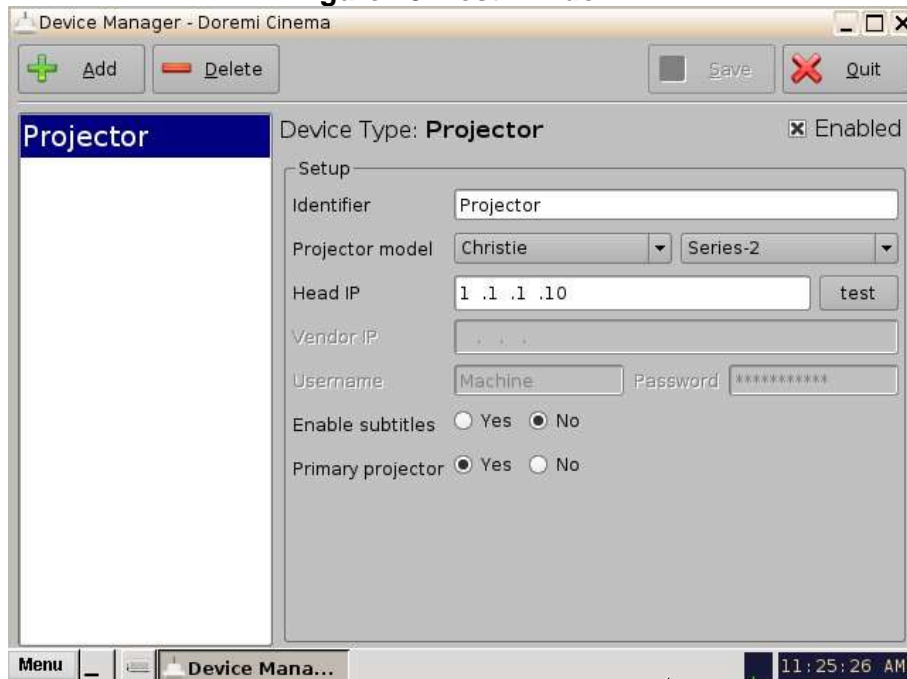 Device Manager - Doremi Cinema
Add Delete Save Quit
Projector
Device Type: Projector Enabled
Setup
Identifier Projector
Projector model Christie Series-2
Head IP 1 .1 .1 .10 test
Vendor IP . . .
Username Machine Password ***********
Enable subtitles Yes No
Primary projector Yes No
Menu _ Device Mana... 11:25:26 AM